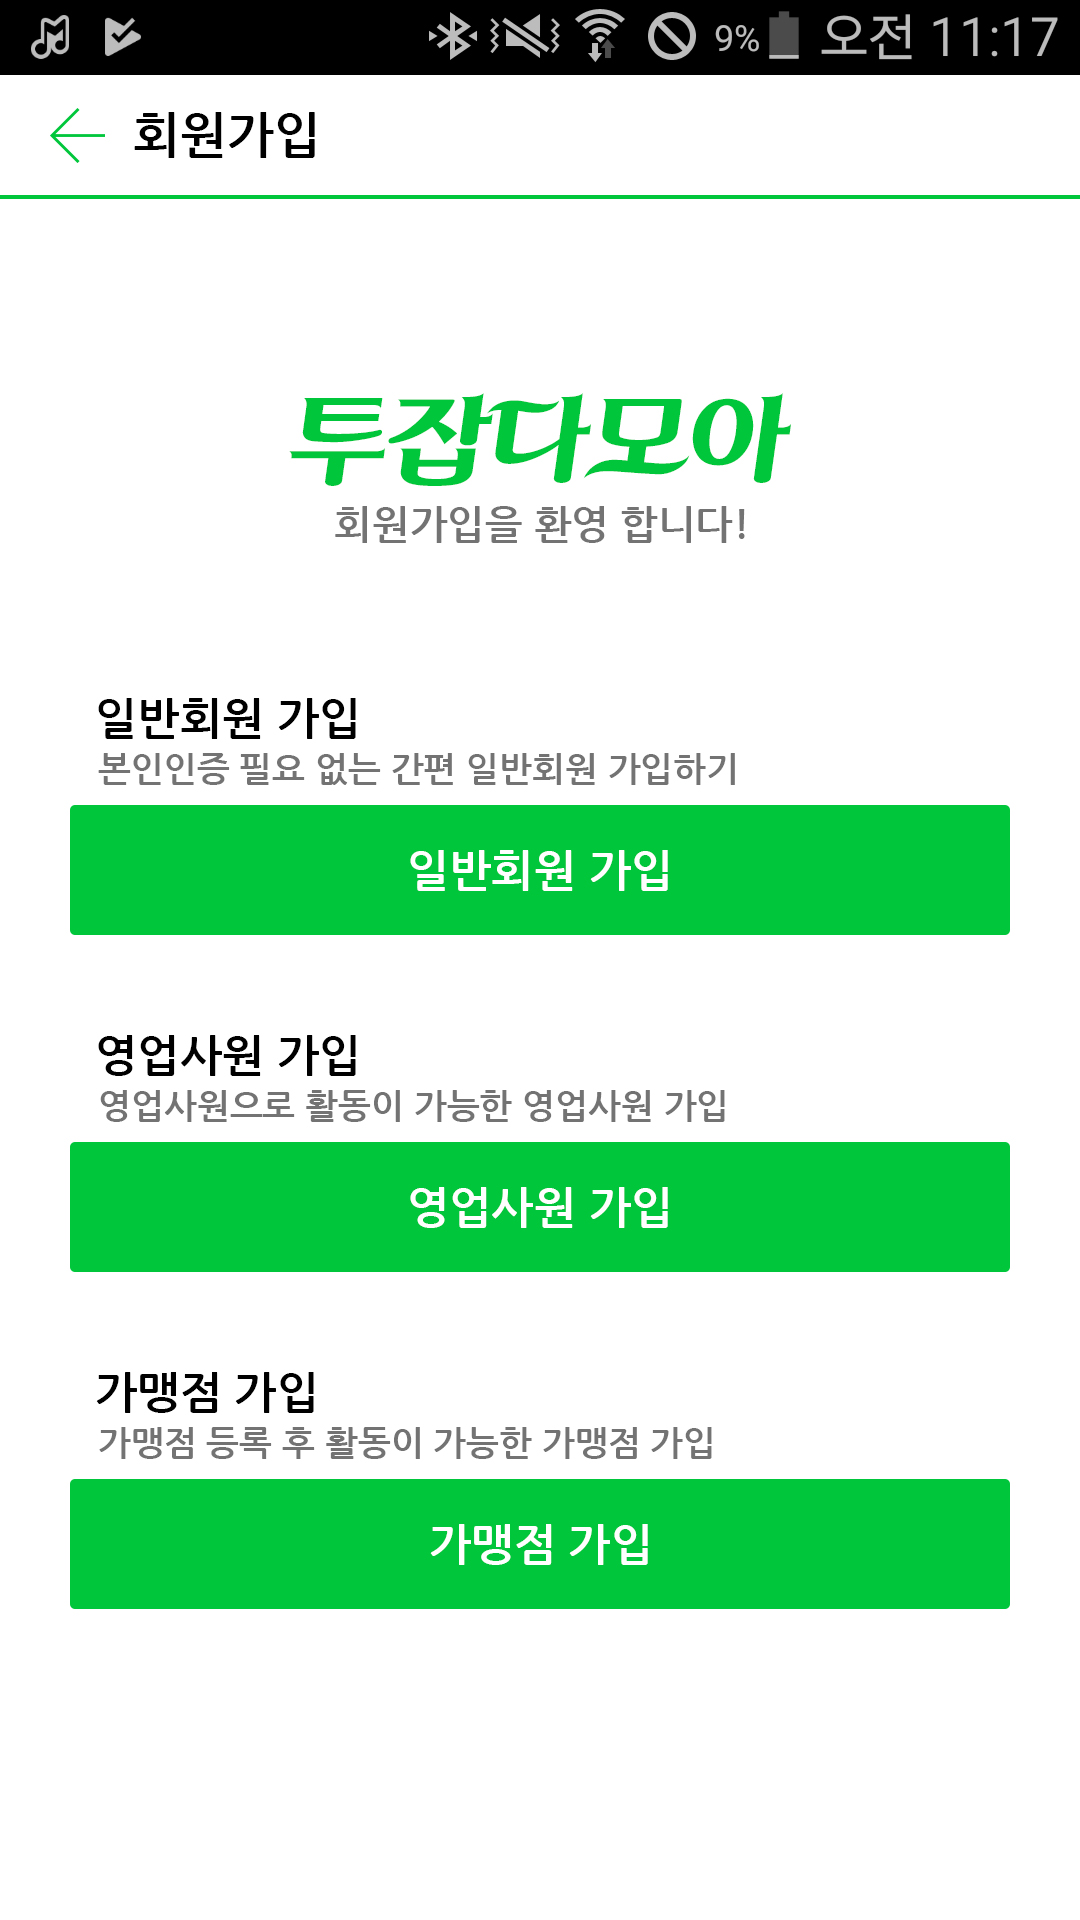 9% 오전 11:17
회원가입
투잡다모아
회원가입을 환영 합니다!
일반회원 가입
본인인증 필요 없는 간편 일반회원 가입하기
일반회원 가입
영업사원 가입
영업사원으로 활동이 가능한 영업사원 가입
영업사원 가입
가맹점 가입
가맹점 등록 후 활동이 가능한 가맹점 가입
가맹점 가입